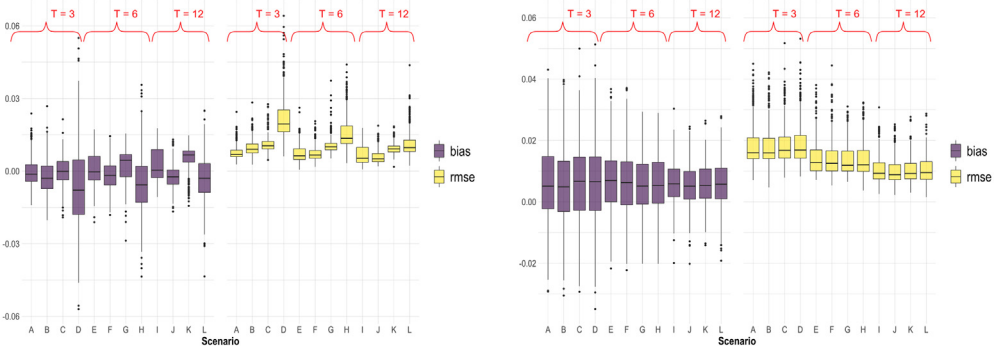 T = 3 T = 6 T = 12 T = 3 T = 6 T = 12
0.06
0.03
0.00
-0.03
-0.06
A B C D E F G H I J K L A B C D E F G H I J K L
Scenario
bias
rmse
T = 3 T = 6 T = 12 T = 3 T = 6 T = 12
0.06
0.04
0.02
0.00
-0.02
A B C D E F G H I J K L A B C D E F G H I J K L
Scenario
bias
rmse